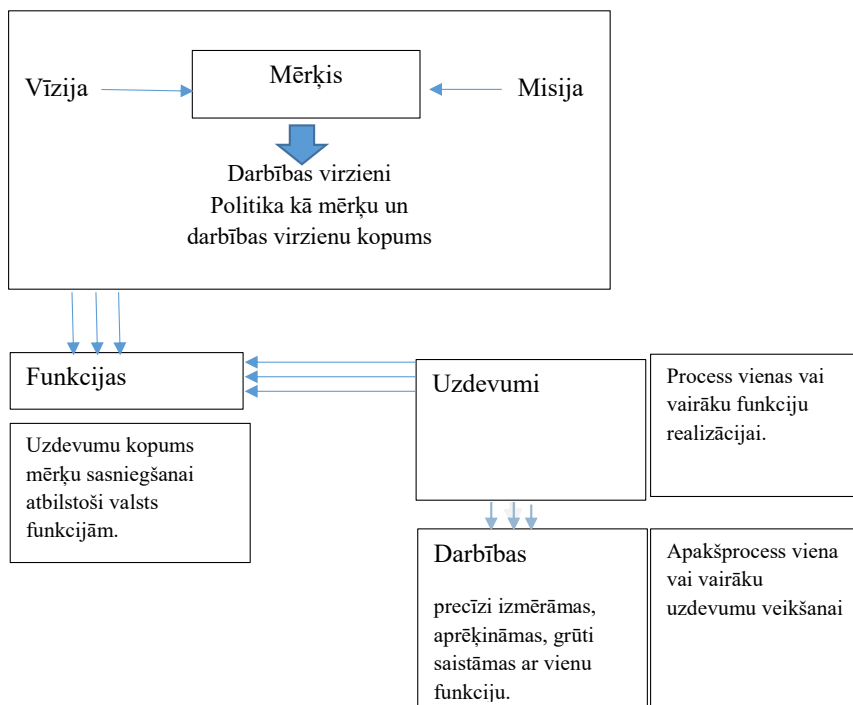 Vīzija
Mērķis
Misija
Darbības virzieni
Politika kā mērķu un
darbības virzienu kopums
Funkcijas
Uzdevumu kopums
mērķu sasniegšanai
atbilstoši valsts
funkcijām.
Uzdevumi
Process vienas vai
vairāku funkciju
realizācijai.
Darbības
precīzi izmērāmas,
aprēķināmas, grūti
saistāmas ar vienu
funkciju.
Apakšprocess viena
vai vairāku
uzdevumu veikšanai